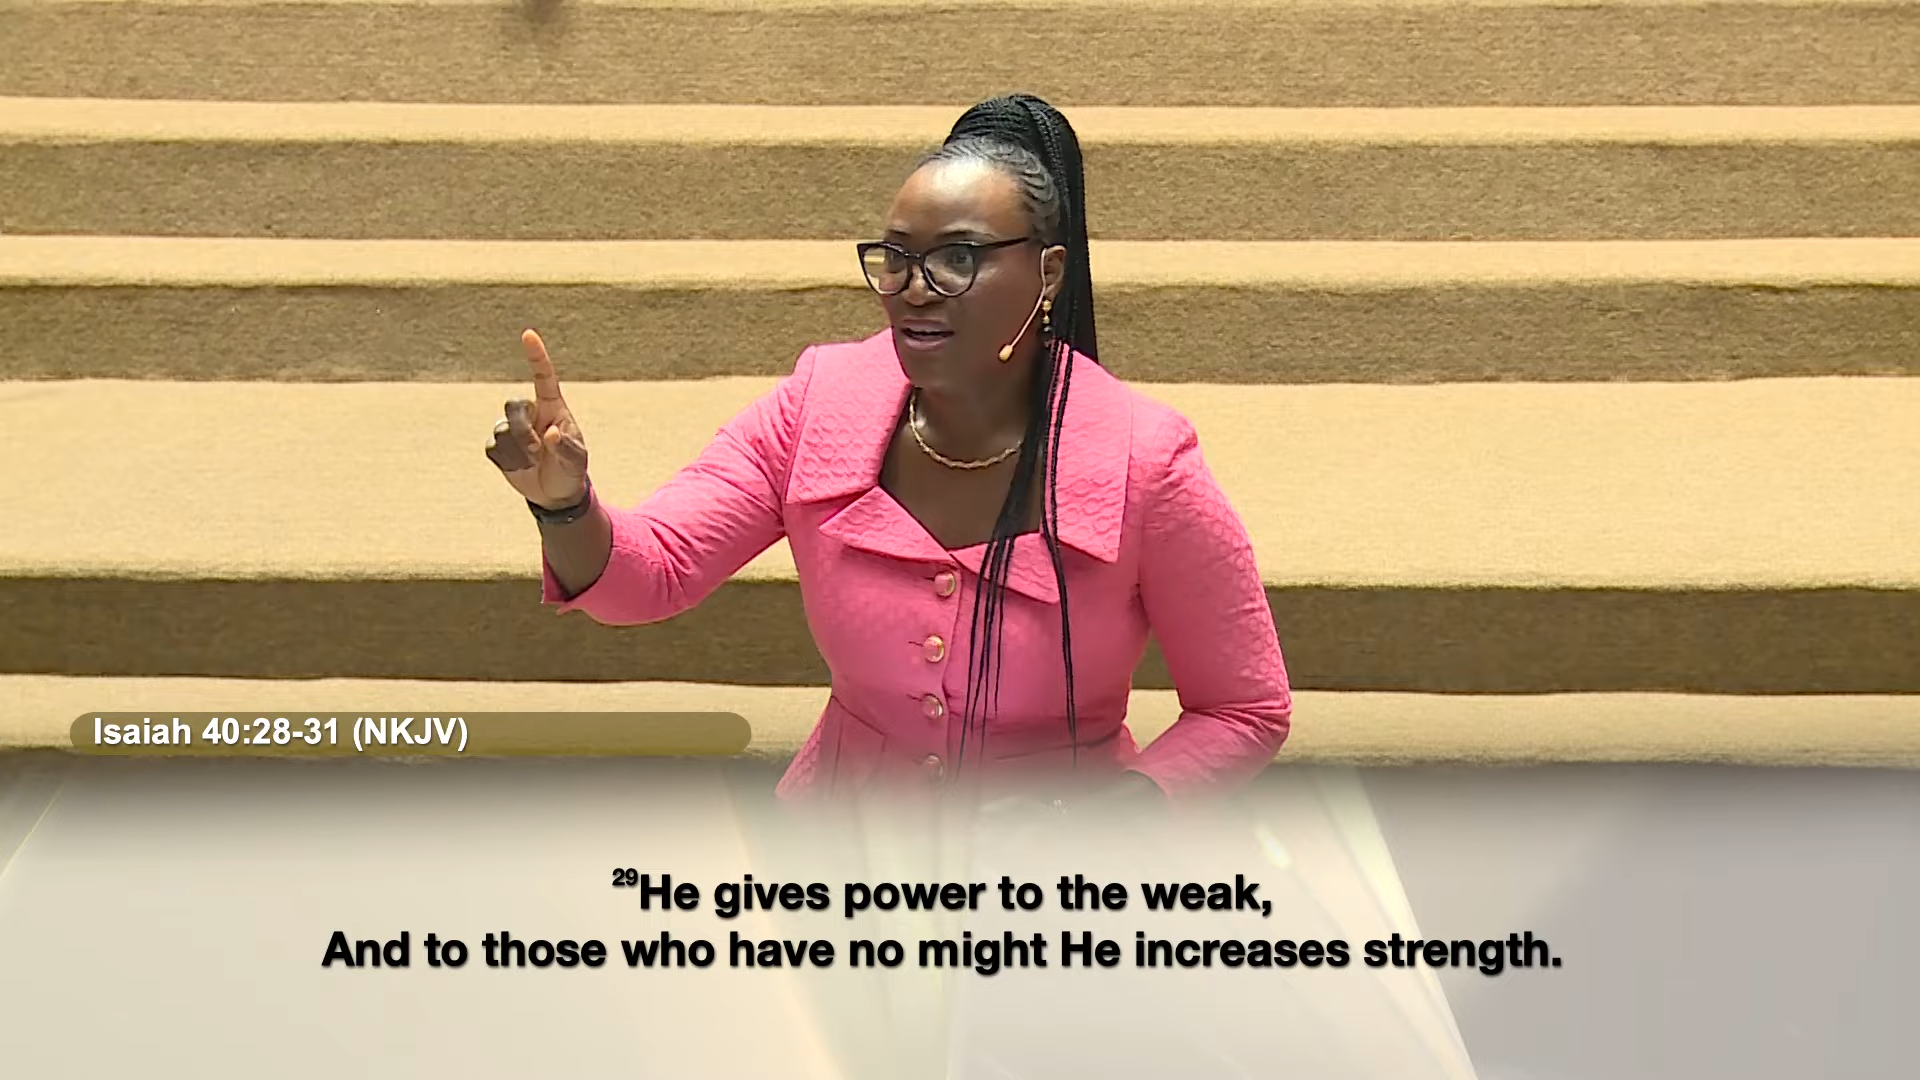 Isaiah 40:28-31 (NKJV)
29He gives power to the weak,
And to those who have no might He increases strength.